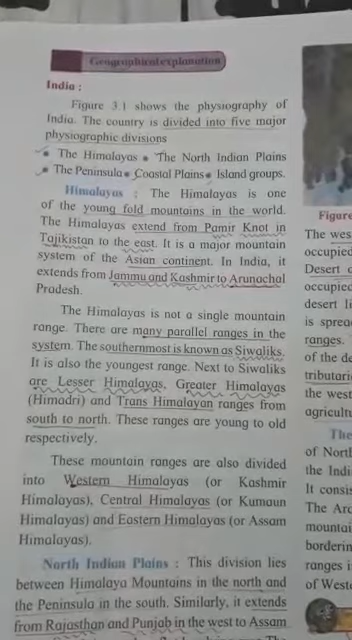 Geographical explanation
India :
Figure 3.1 shows the physiography of
India. The country is divided into five major
physiographic divisions
• The Himalayas • The North Indian Plains
• The Peninsula • Coastal Plains • Island groups.
Himalayas : The Himalayas is one
of the young fold mountains in the world.
The Himalayas extend from Pamir Knot in
Tajikistan to the east. It is a major mountain
system of the Asian continent. In India, it
extends from Jammu and Kashmir to Arunachal
Pradesh.
The Himalayas is not a single mountain
range. There are many parallel ranges in the
system. The southernmost is known as Siwaliks.
It is also the youngest range. Next to Siwaliks
are Lesser Himalayas, Greater Himalayas
(Himadri) and Trans Himalayan ranges from
south to north. These ranges are young to old
respectively.
These mountain ranges are also divided
into Western Himalayas (or Kashmir
Himalayas), Central Himalayas (or Kumaun
Himalayas) and Eastern Himalayas (or Assam
Himalayas).
North Indian Plains : This division lies
between Himalaya Mountains in the north and
the Peninsula in the south. Similarly, it extends
from Rajasthan and Punjab in the west to Assam
Figure
The wes
occupied
Desert
occupied
desert li
is sprea
ranges.
of the de
tributari
the west
agricultu
The
of North
the Indi
It consis
The Arc
mountai
borderin
ranges i
of Weste